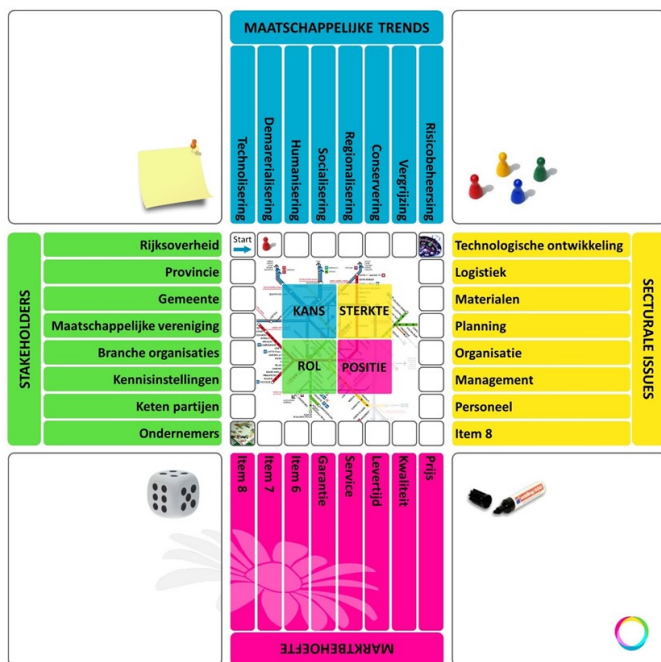 MAATSCHAPPELIJKE TRENDS
Technolisering
Demarerialisering
Humanisering
Socialisering
Regionalisering
Conservering
Vergrijzing
Risicobeheersing
STAKEHOLDERS
Rijksoverheid
Provincie
Gemeente
Maatschappelijke vereniging
Branche organisaties
Kennisinstellingen
Keten partijen
Ondernemers
Start
KANS
STERKTE
ROL
POSITIE
Technologische ontwikkeling
Logistiek
Materialen
Planning
Organisatie
Management
Personeel
Item 8
SECTURALE ISSUES
Item 8
Item 7
Item 6
Garantie
Service
Levertijd
Kwaliteit
Prijs
MARKTBEHOEFTE